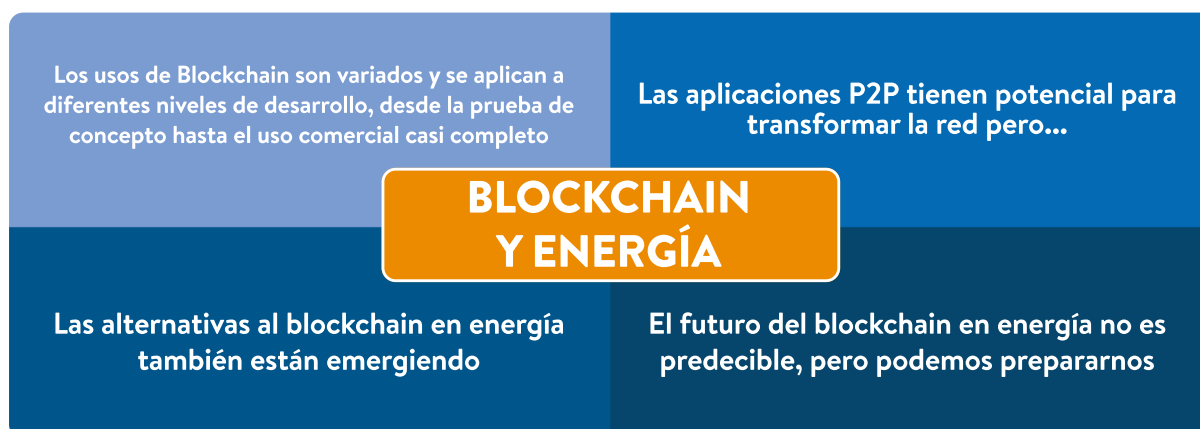 Los usos de Blockchain son variados y se aplican a
diferentes niveles de desarrollo, desde la prueba de
concepto hasta el uso comercial casi completo
Las aplicaciones P2P tienen potencial para
transformar la red pero...
BLOCKCHAIN
Y ENERGÍA
Las alternativas al blockchain en energía
también están emergiendo
El futuro del blockchain en energía no es
predecible, pero podemos prepararnos